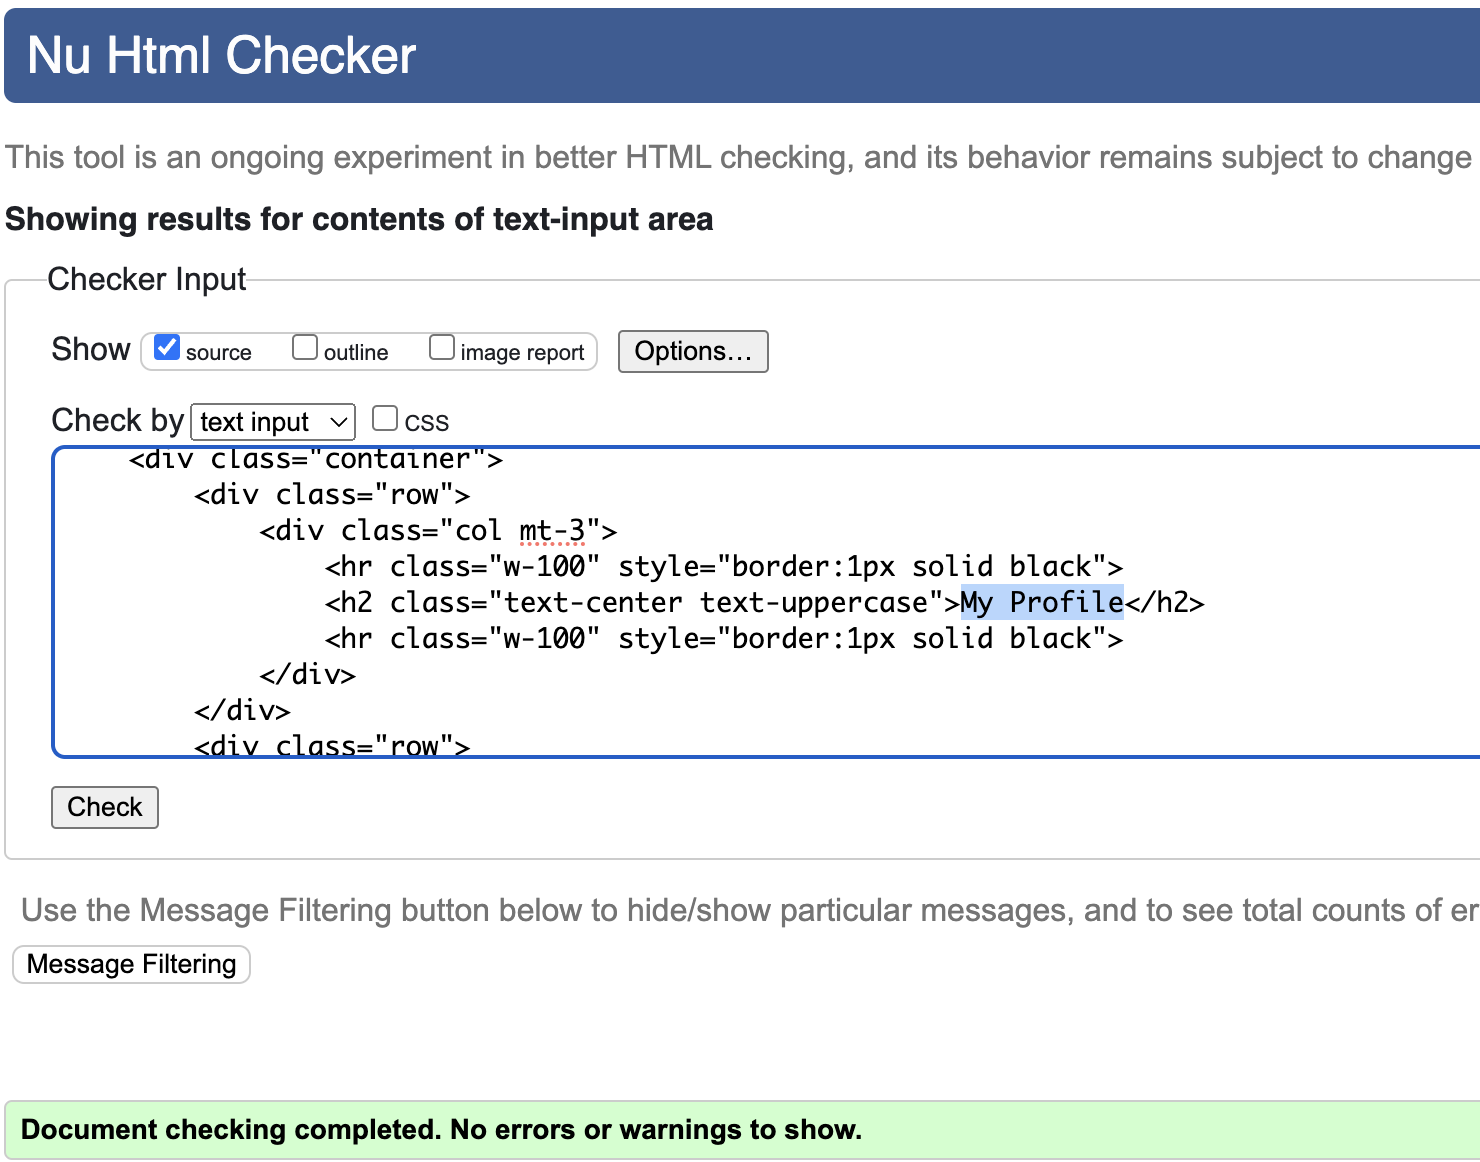 Nu Html Checker
This tool is an ongoing experiment in better HTML checking, and its behavior remains subject to change
Showing results for contents of text-input area
Checker Input
Show source outline image report Options...
Check by text input CSS
<div class="container">
<div class="row">
<div class="col mt-3">
<hr class="w-100" style="border:1px solid black">
<h2 class="text-center text-uppercase">My Profile</h2>
<hr class="w-100" style="border:1px solid black">
</div>
</div>
<div class="row">
Check
Use the Message Filtering button below to hide/show particular messages, and to see total counts of er
Message Filtering
Document checking completed. No errors or warnings to show.